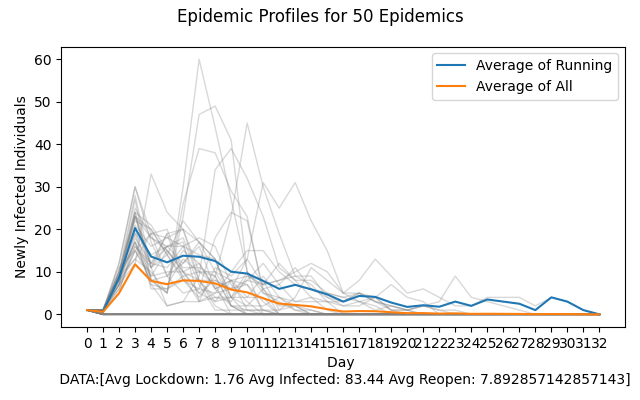 Epidemic Profiles for 50 Epidemics
60
50
40
30
20
10
0
Newly Infected Individuals
Average of Running
Average of All
0 1 2 3 4 5 6 7 8 9 10 11 12 13 14 15 16 17 18 19 20 21 22 23 24 25 26 27 28 29 30 31 32
Day
DATA:[Avg Lockdown: 1.76 Avg Infected: 83.44 Avg Reopen: 7.892857142857143]